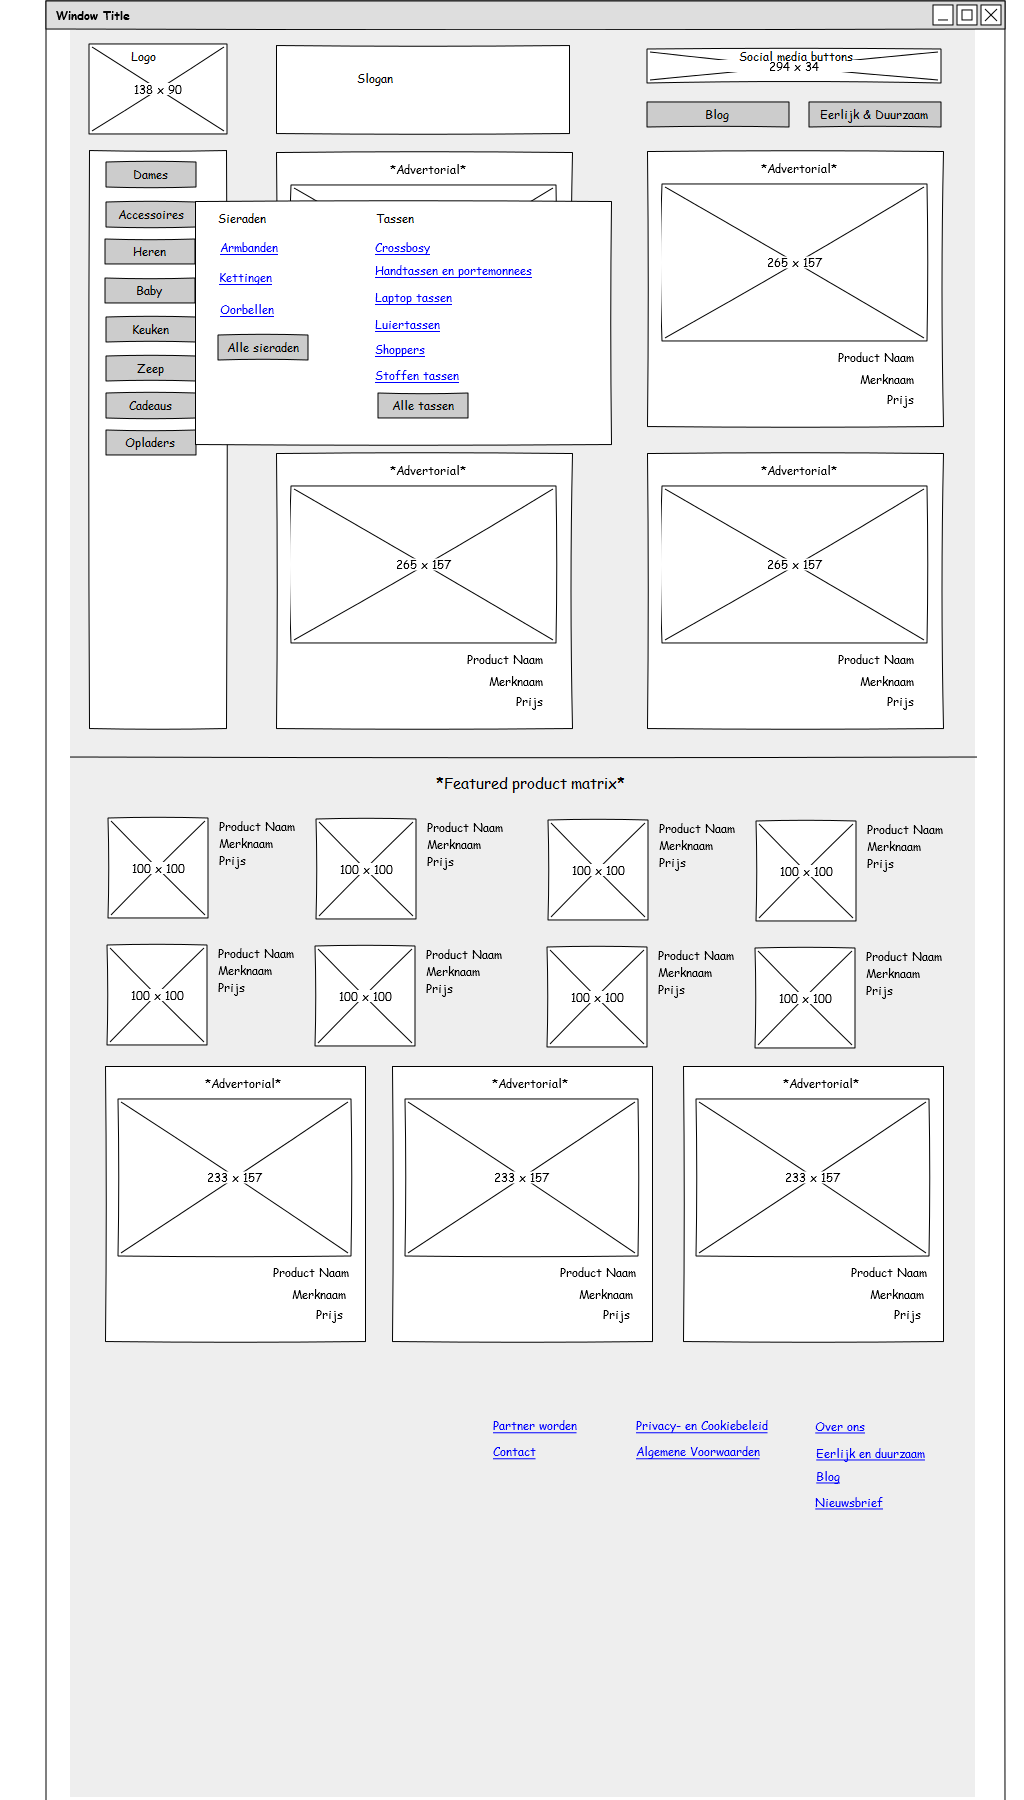 Window Title
Logo
138 x 90
Slogan
Social media buttons
294 x 34
Blog
Eerlijk & Duurzaam
Dames
Accessoires
Heren
Baby
Keuken
Zeep
Cadeaus
Opladers
*Advertorial*
Sieraden
Armbanden
Kettingen
Oorbellen
Alle sieraden
Tassen
Crossbosy
Handtassen en portemonnees
Laptop tassen
Luiertassen
Shoppers
Stoffen tassen
Alle tassen
*Advertorial*
265 x 157
Product Naam
Merknaam
Prijs
*Advertorial*
265 x 157
Product Naam
Merknaam
Prijs
*Advertorial*
265 x 157
Product Naam
Merknaam
Prijs
*Featured product matrix*
100 x 100
Product Naam
Merknaam
Prijs
100 x 100
Product Naam
Merknaam
Prijs
100 x 100
Product Naam
Merknaam
Prijs
100 x 100
Product Naam
Merknaam
Prijs
100 x 100
Product Naam
Merknaam
Prijs
100 x 100
Product Naam
Merknaam
Prijs
100 x 100
Product Naam
Merknaam
Prijs
100 x 100
Product Naam
Merknaam
Prijs
*Advertorial*
233 x 157
Product Naam
Merknaam
Prijs
*Advertorial*
233 x 157
Product Naam
Merknaam
Prijs
*Advertorial*
233 x 157
Product Naam
Merknaam
Prijs
Partner worden
Contact
Privacy- en Cookiebeleid
Algemene Voorwaarden
Over ons
Eerlijk en duurzaam
Blog
Nieuwsbrief